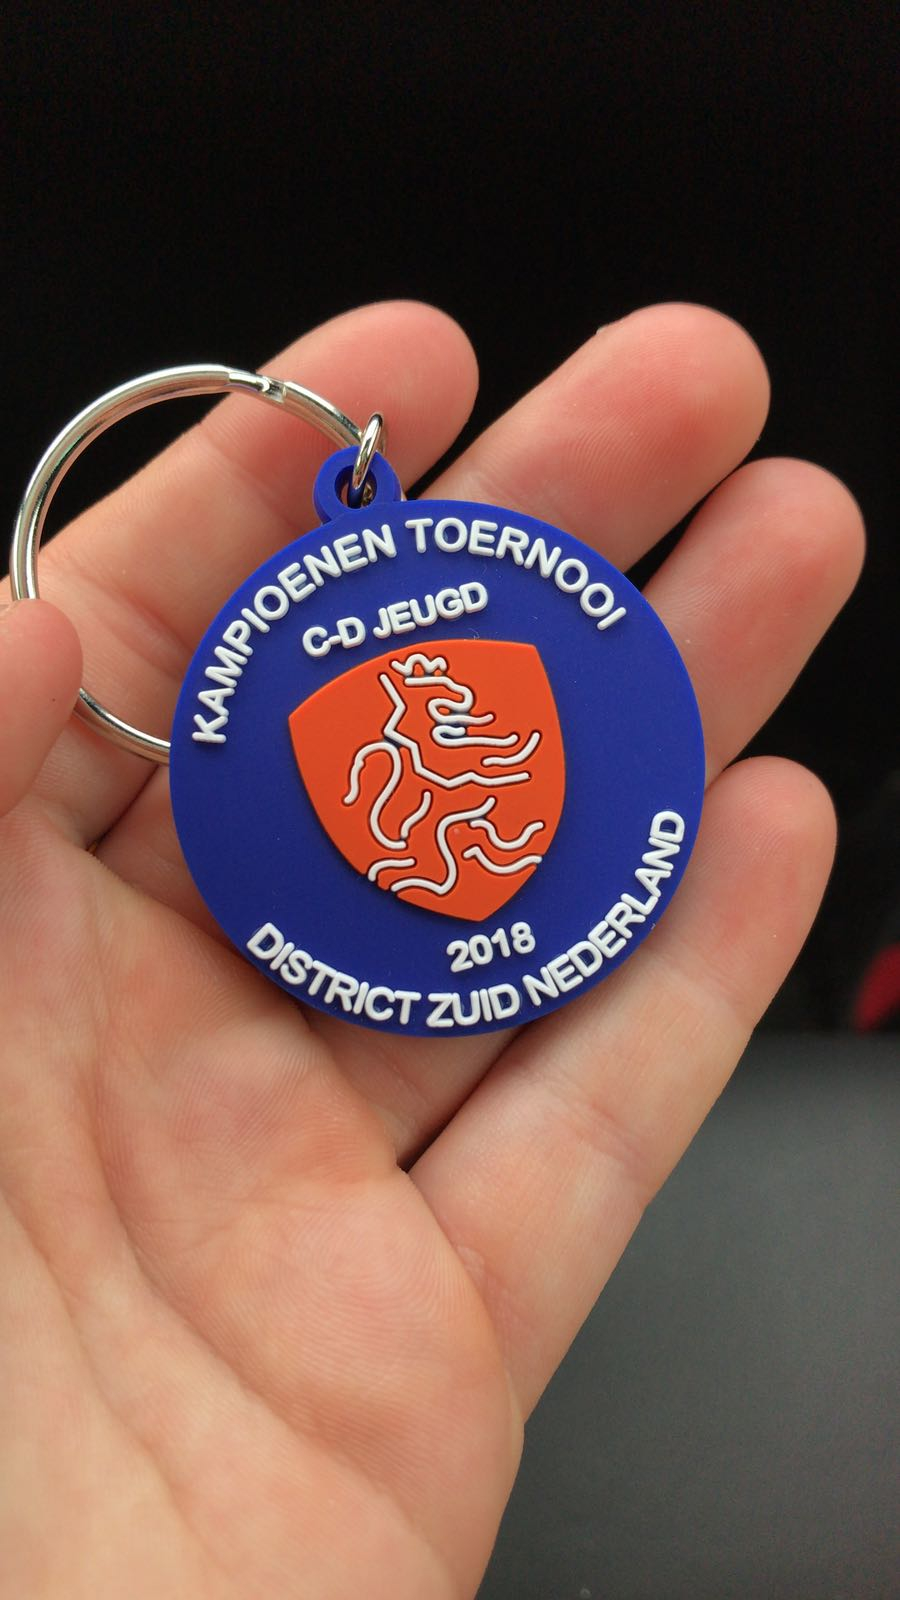 KAMPIOENEN TOERNOOI
C-D JEUGD
2018
DISTRICT ZUID NEDERLAND